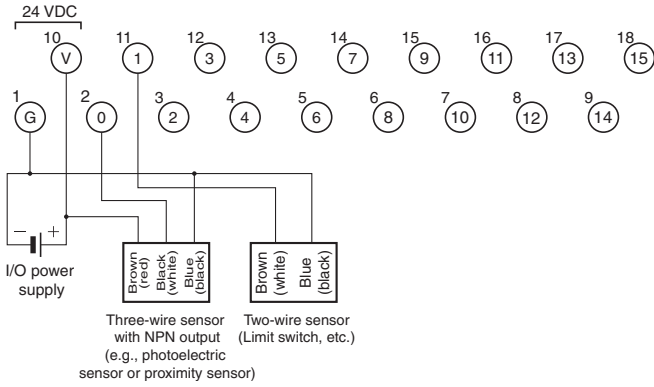 24 VDC
10 11 12 13 14 15 16 17 18
V 1 3 5 7 9 11 13 15
1 2 3 4 5 6 7 8 9
G 0 2 4 6 8 10 12 14
− +
I/O power
supply
Brown
(red)
Black
(white)
Blue
(black)
Brown
(white)
Blue
(black)
Three-wire sensor
with NPN output
(e.g., photoelectric
sensor or proximity sensor)
Two-wire sensor
(Limit switch, etc.)